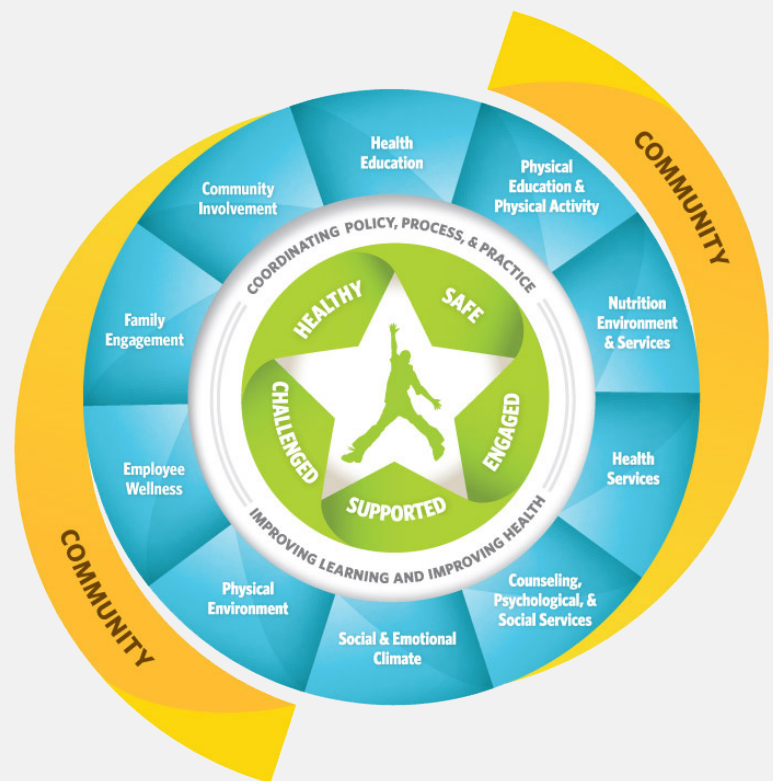 COMMUNITY
Health
Education
Physical
Education &
Physical Activity
Nutrition
Environment
& Services
Health
Services
Counseling,
Psychological, &
Social Services
Social & Emotional
Climate
Physical
Environment
Employee
Wellness
Family
Engagement
Community
Involvement
COORDINATING POLICY, PROCESS, & PRACTICE
IMPROVING LEARNING AND IMPROVING HEALTH
HEALTHY
SAFE
ENGAGED
SUPPORTED
CHALLENGED
COMMUNITY